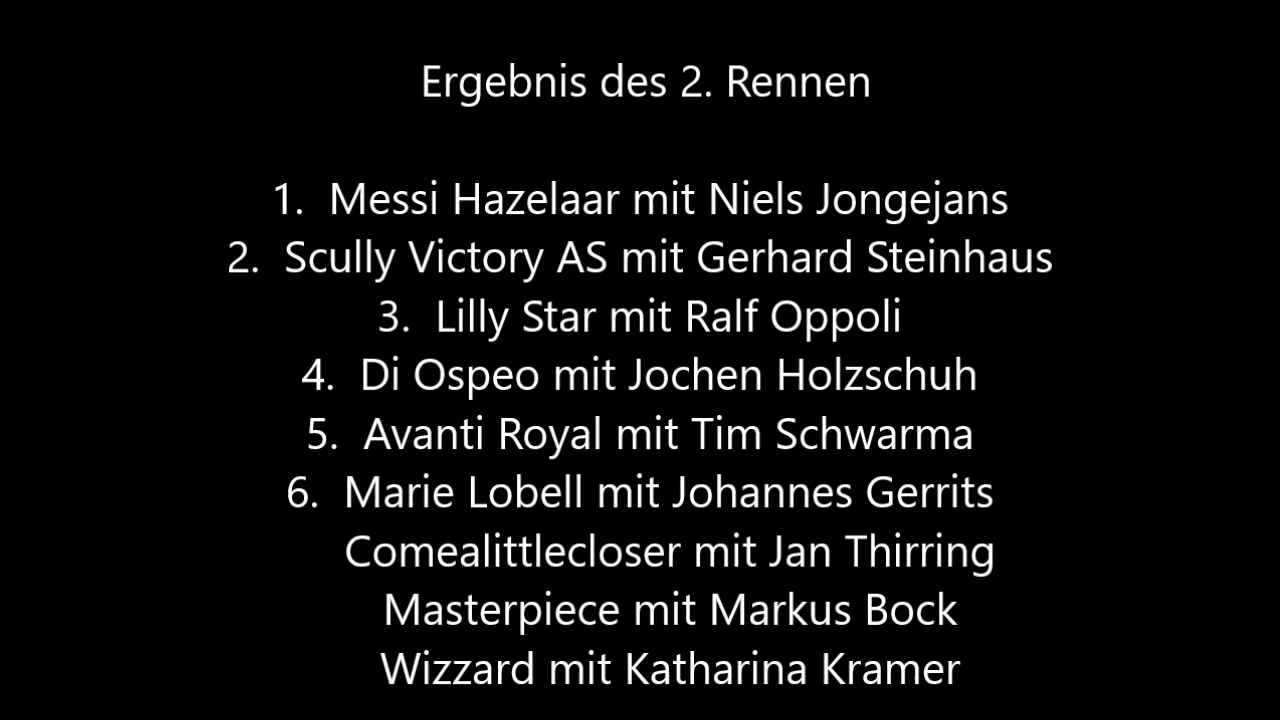 Ergebnis des 2. Rennen
1. Messi Hazelaar mit Niels Jongejans
2. Scully Victory AS mit Gerhard Steinhaus
3. Lilly Star mit Ralf Oppoli
4. Di Ospeo mit Jochen Holzschuh
5. Avanti Royal mit Tim Schwarma
6. Marie Lobell mit Johannes Gerrits
Comealittlecloser mit Jan Thirring
Masterpiece mit Markus Bock
Wizzard mit Katharina Kramer